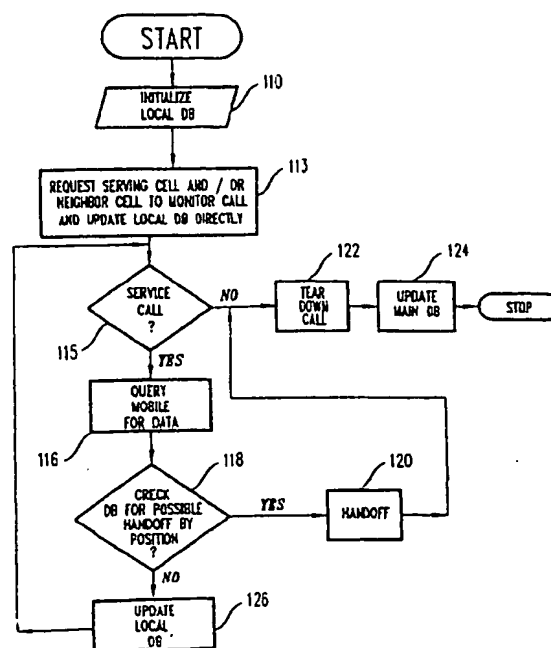 START
INITIALIZE
LOCAL DB
110
113
REQUEST SERVING CELL AND / OR
NEIGHBOR CELL TO MONITOR CALL
AND UPDATE LOCAL DB DIRECTLY
122
124
SERVICE
CALL
?
NO
TEAR
DOWN
CALL
UPDATE
MAIN DB
STOP
115
YES
QUERY
MOBILE
FOR DATA
116
118
120
CHECK
DB FOR POSSIBLE
HANDOFF BY
POSITION
?
YES
HANDOFF
NO
UPDATE
LOCAL
DB
126